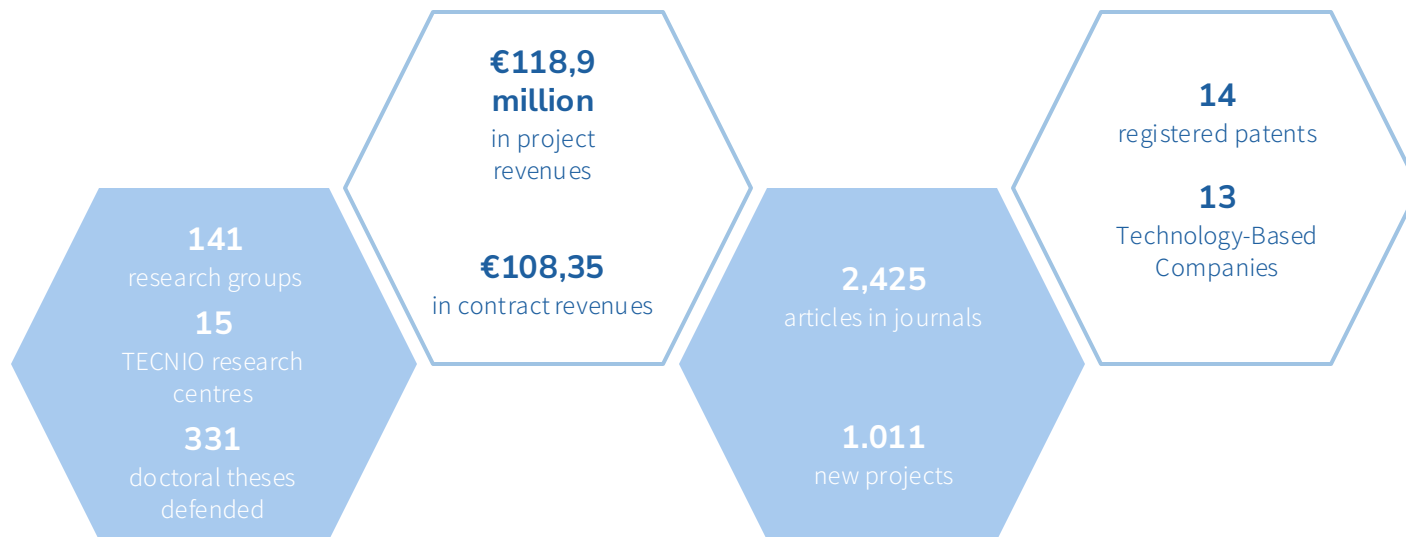 141
research groups
15
TECNIO research
centres
331
doctoral theses
defended
€118,9
million
in project
revenues
€108,35
in contract revenues
2,425
articles in journals
1.011
new projects
14
registered patents
13
Technology-Based
Companies